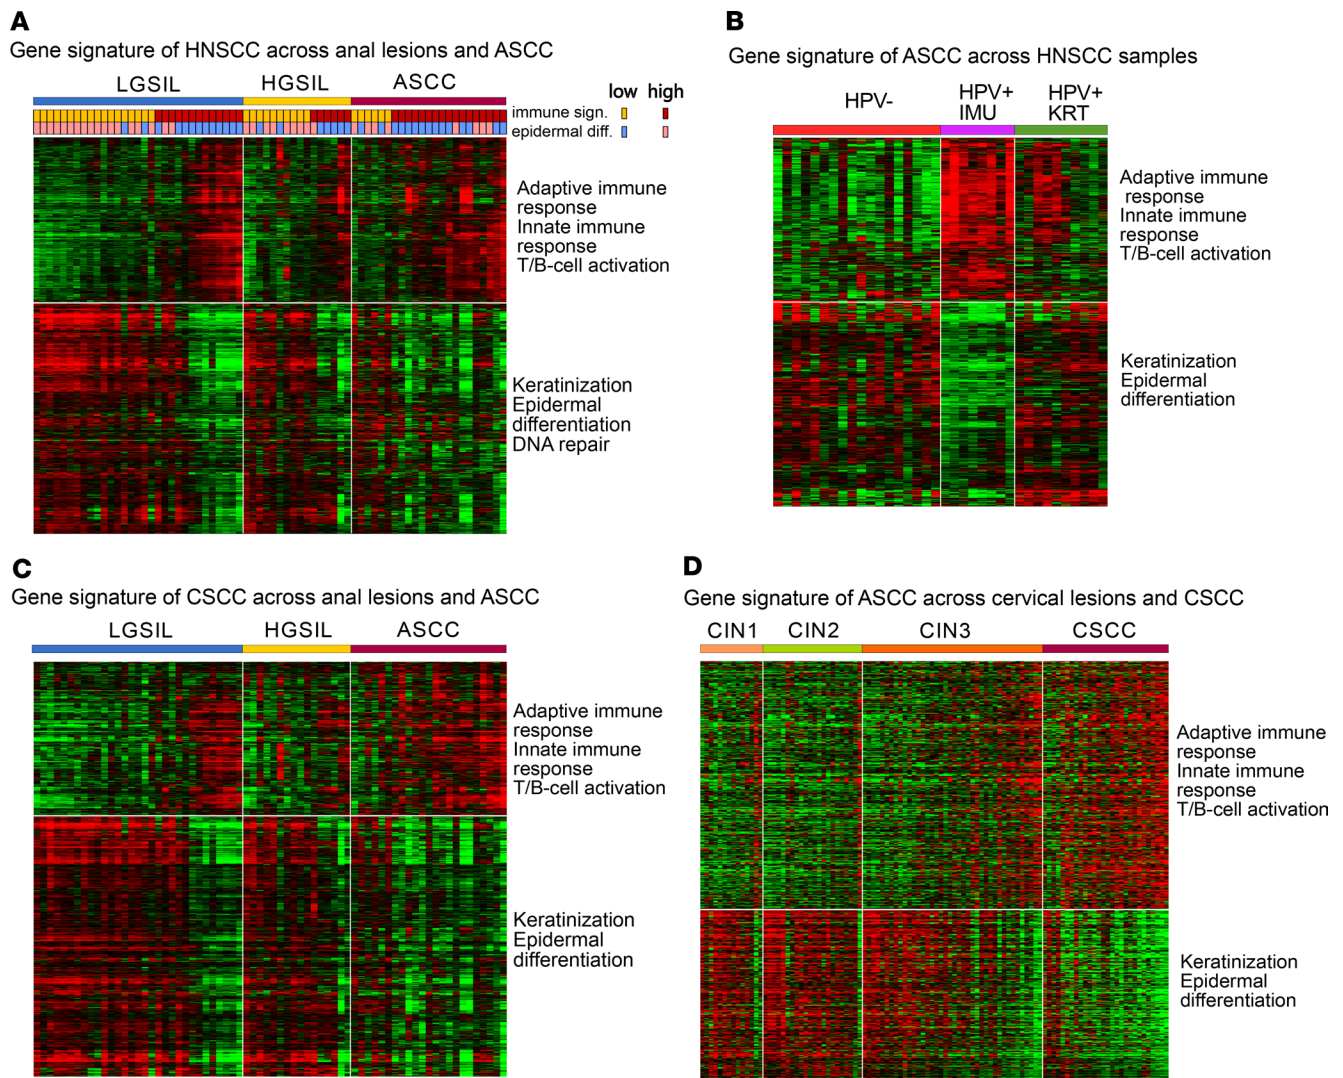 A
Gene signature of HNSCC across anal lesions and ASCC
LGSIL
HGSIL
ASCC
low
high
immune sign.
epidermal diff.
Adaptive immune
response
Innate immune
response
T/B-cell activation
Keratinization
Epidermal
differentiation
DNA repair
B
Gene signature of ASCC across HNSCC samples
HPV-
HPV+
IMU
HPV+
KRT
Adaptive immune
response
Innate immune
response
T/B-cell activation
Keratinization
Epidermal
differentiation
C
Gene signature of CSCC across anal lesions and ASCC
LGSIL
HGSIL
ASCC
Adaptive immune
response
Innate immune
response
T/B-cell activation
Keratinization
Epidermal
differentiation
D
Gene signature of ASCC across cervical lesions and CSCC
CIN1
CIN2
CIN3
CSCC
Adaptive immune
response
Innate immune
response
T/B-cell activation
Keratinization
Epidermal
differentiation